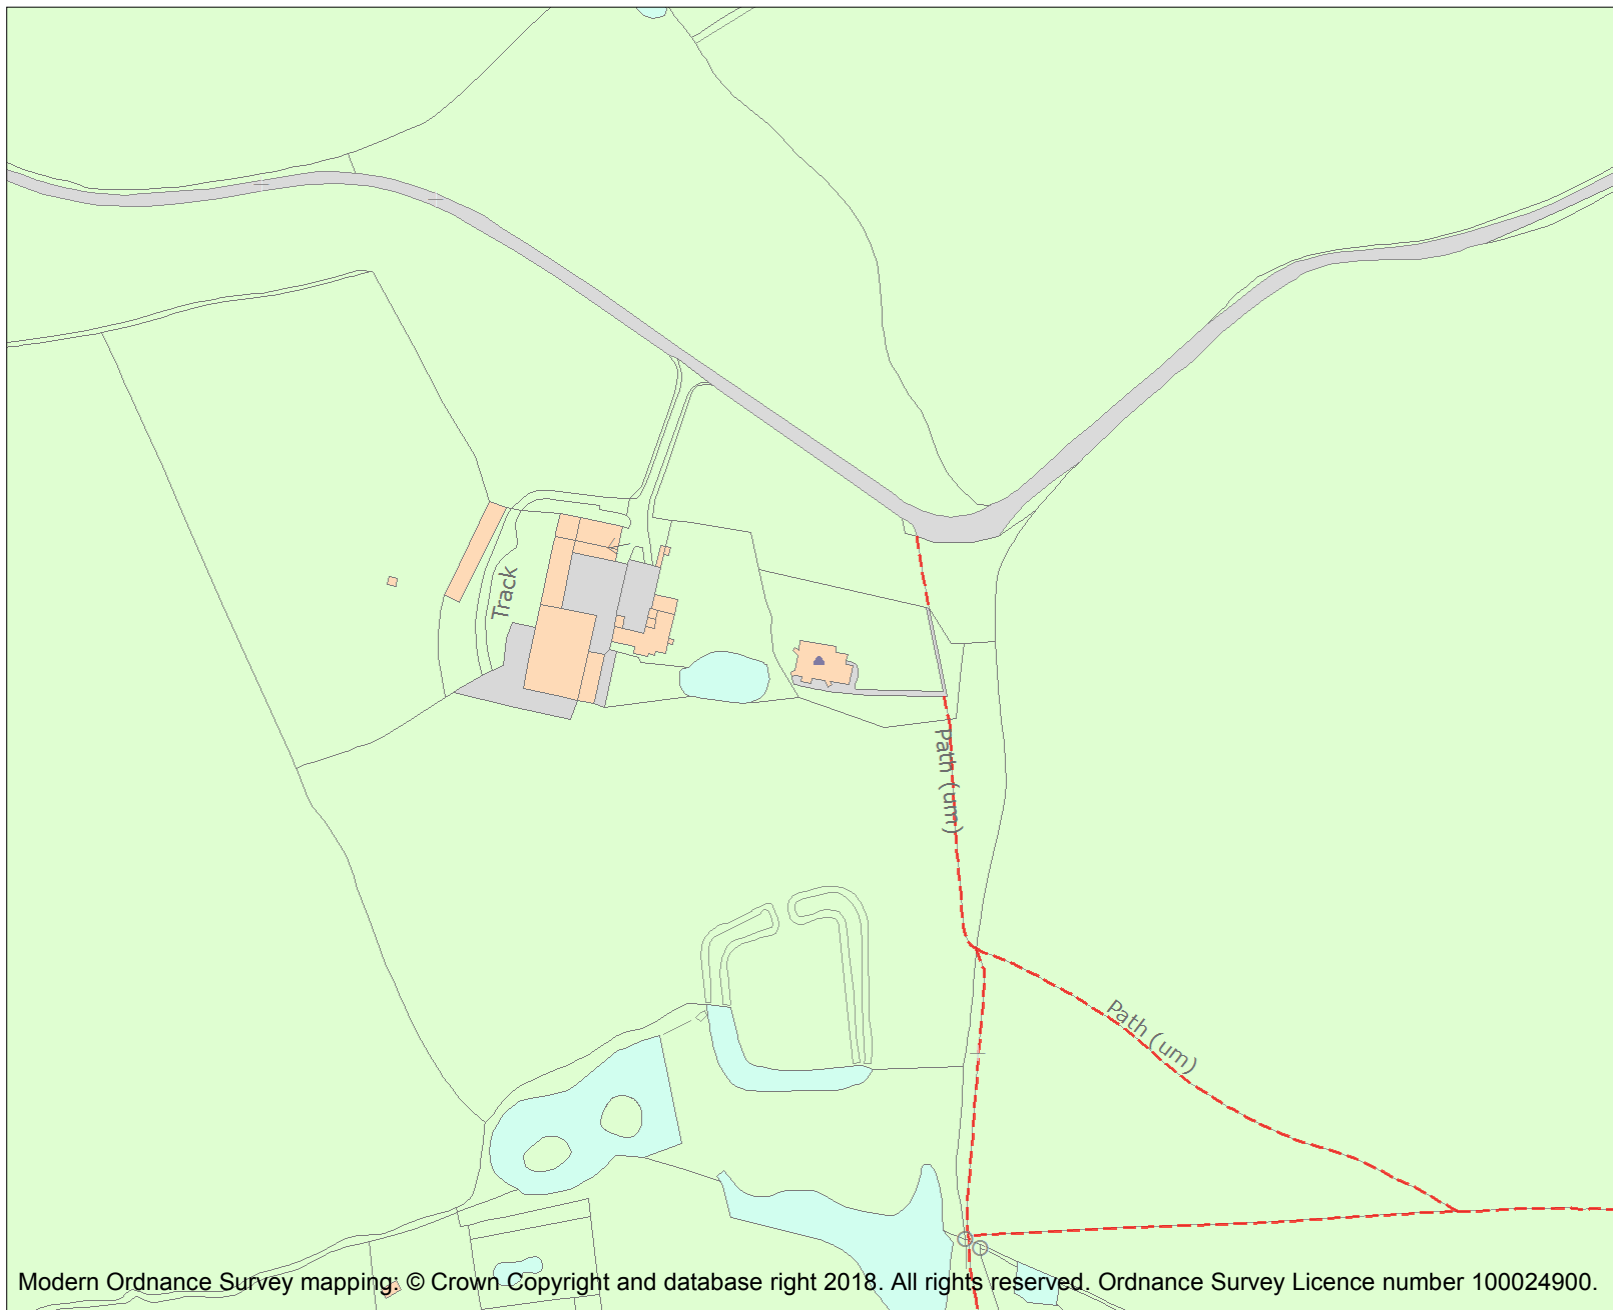 Track
Path (um)
Path (um)
Modern Ordnance Survey mapping: © Crown Copyright and database right 2018. All rights reserved. Ordnance Survey Licence number 100024900.